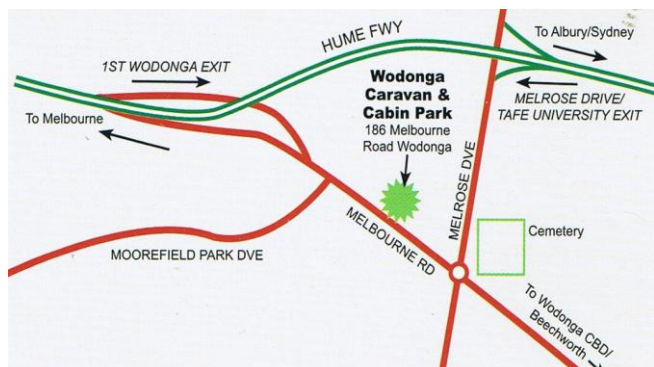 HUME FWY
To Albury/Sydney
1ST WODONGA EXIT
Wodonga
Caravan &
Cabin Park
186 Melbourne
Road Wodonga
MELROSE DRIVE/
TAFE UNIVERSITY EXIT
To Melbourne
MELROSE DVE
MELBOURNE RD
Cemetery
MOOREFIELD PARK DVE
To Wodonga CBD/
Beechworth